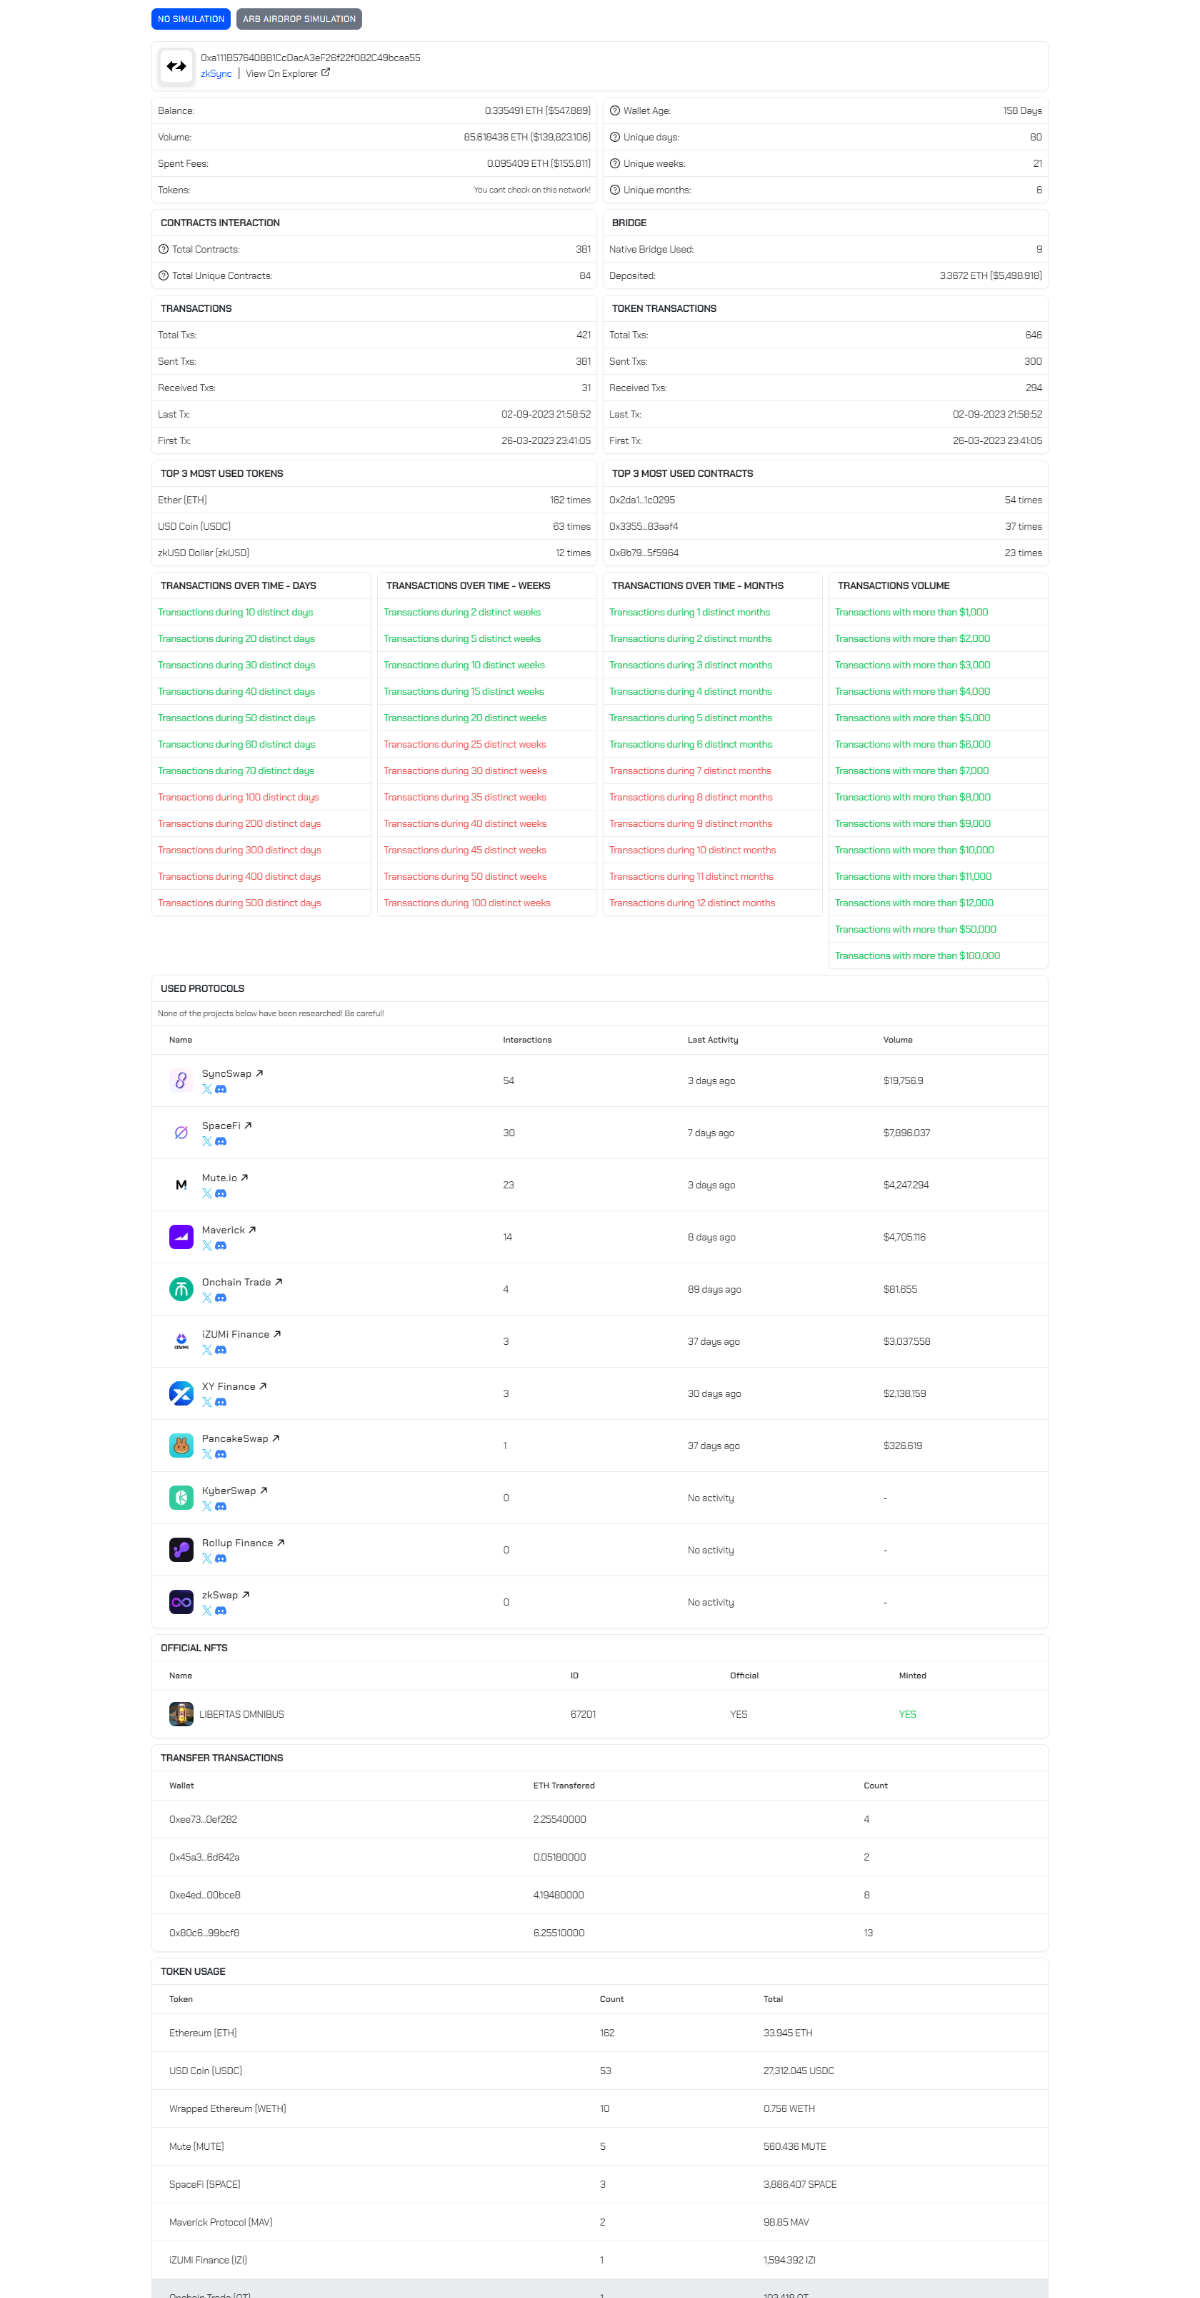 NO SIMULATION ARB AIRDROP SIMULATION
0xa111B576408B1CcDacA3eF26f22f082C49bcaa55
zkSync | View On Explorer
Balance: 0.335491 ETH ($547.869)
Volume: 85.618436 ETH ($139,823.106)
Spent Fees: 0.095409 ETH ($155.811)
Tokens: You cant check on this network!
Wallet Age: 158 Days
Unique days: 80
Unique weeks: 21
Unique months: 6
CONTRACTS INTERACTION
Total Contracts: 381
Total Unique Contracts: 84
BRIDGE
Native Bridge Used: 9
Deposited: 3.3672 ETH ($5,498.918)
TRANSACTIONS
Total Txs: 421
Sent Txs: 381
Received Txs: 31
Last Tx: 02-09-2023 21:58:52
First Tx: 26-03-2023 23:41:05
TOKEN TRANSACTIONS
Total Txs: 646
Sent Txs: 300
Received Txs: 294
Last Tx: 02-09-2023 21:58:52
First Tx: 26-03-2023 23:41:05
TOP 3 MOST USED TOKENS
Ether (ETH) 162 times
USD Coin (USDC) 63 times
zkUSD Dollar (zkUSD) 12 times
TOP 3 MOST USED CONTRACTS
0x2da1...1c0295 54 times
0x3355...83aaf4 37 times
0x8b79...5f5964 23 times
TRANSACTIONS OVER TIME - DAYS
Transactions during 10 distinct days
Transactions during 20 distinct days
Transactions during 30 distinct days
Transactions during 40 distinct days
Transactions during 50 distinct days
Transactions during 60 distinct days
Transactions during 70 distinct days
Transactions during 100 distinct days
Transactions during 200 distinct days
Transactions during 300 distinct days
Transactions during 400 distinct days
Transactions during 500 distinct days
TRANSACTIONS OVER TIME - WEEKS
Transactions during 2 distinct weeks
Transactions during 5 distinct weeks
Transactions during 10 distinct weeks
Transactions during 15 distinct weeks
Transactions during 20 distinct weeks
Transactions during 25 distinct weeks
Transactions during 30 distinct weeks
Transactions during 35 distinct weeks
Transactions during 40 distinct weeks
Transactions during 45 distinct weeks
Transactions during 50 distinct weeks
Transactions during 100 distinct weeks
TRANSACTIONS OVER TIME - MONTHS
Transactions during 1 distinct months
Transactions during 2 distinct months
Transactions during 3 distinct months
Transactions during 4 distinct months
Transactions during 5 distinct months
Transactions during 6 distinct months
Transactions during 7 distinct months
Transactions during 8 distinct months
Transactions during 9 distinct months
Transactions during 10 distinct months
Transactions during 11 distinct months
Transactions during 12 distinct months
TRANSACTIONS VOLUME
Transactions with more than $1,000
Transactions with more than $2,000
Transactions with more than $3,000
Transactions with more than $4,000
Transactions with more than $5,000
Transactions with more than $6,000
Transactions with more than $7,000
Transactions with more than $8,000
Transactions with more than $9,000
Transactions with more than $10,000
Transactions with more than $11,000
Transactions with more than $12,000
Transactions with more than $50,000
Transactions with more than $100,000
USED PROTOCOLS
None of the projects below have been researched! Be careful!
Name Interactions Last Activity Volume
SyncSwap 54 3 days ago $19,756.9
SpaceFi 30 7 days ago $7,896.037
Mute.io 23 3 days ago $4,247.294
Maverick 14 8 days ago $4,705.116
Onchain Trade 4 89 days ago $81.655
iZUMi Finance 3 37 days ago $3,037.558
XY Finance 3 30 days ago $2,138.159
PancakeSwap 1 37 days ago $326.619
KyberSwap 0 No activity -
Rollup Finance 0 No activity -
zkSwap 0 No activity -
OFFICIAL NFTS
Name ID Official Minted
LIBERTAS OMNIBUS 67201 YES YES
TRANSFER TRANSACTIONS
Wallet ETH Transfered Count
0xee73...0ef282 2.25540000 4
0x45a3...6d642a 0.05180000 2
0xe4ed...00bce8 4.19480000 8
0x80c6...99bcf8 6.25510000 13
TOKEN USAGE
Token Count Total
Ethereum (ETH) 162 33.945 ETH
USD Coin (USDC) 53 27,312.045 USDC
Wrapped Ethereum (WETH) 10 0.756 WETH
Mute (MUTE) 5 560.436 MUTE
SpaceFi (SPACE) 3 3,886.407 SPACE
Maverick Protocol (MAV) 2 98.85 MAV
iZUMi Finance (IZI) 1 1,594.392 IZI
Onchain Trade (OT) 1 103.418 OT